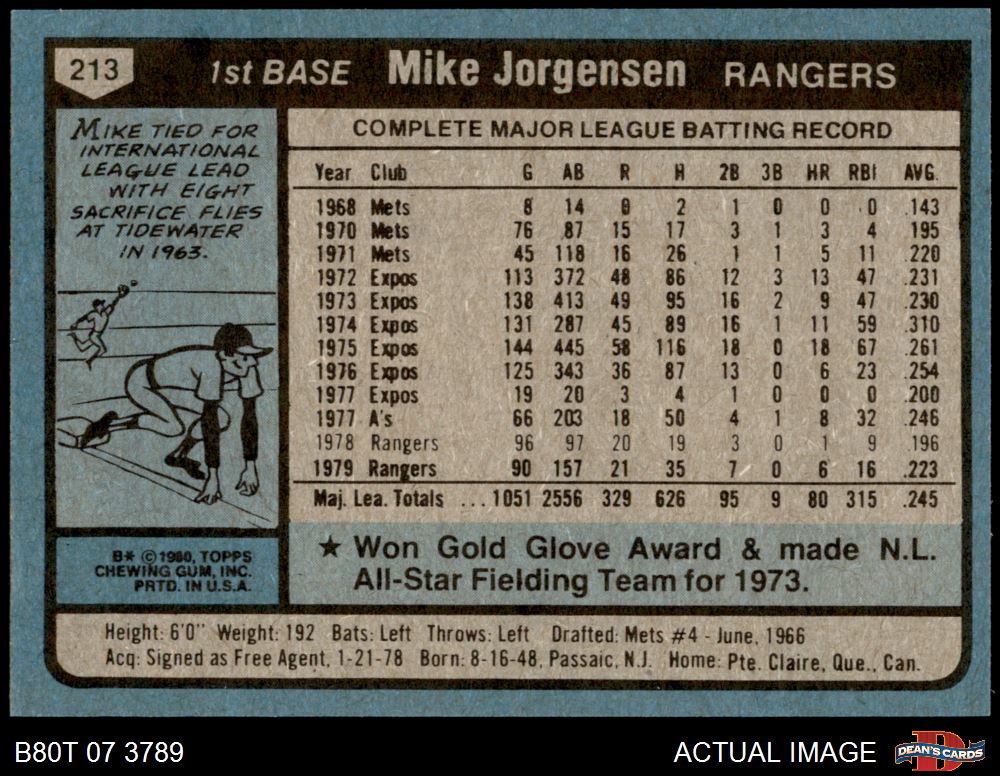 213 1st BASE Mike Jorgensen RANGERS
MIKE TIED FOR
INTERNATIONAL
LEAGUE LEAD
WITH EIGHT
SACRIFICE FLIES
AT TIDEWATER
IN 1963.
COMPLETE MAJOR LEAGUE BATTING RECORD
Year Club G AB R H 2B 3B HR RBI AVG.
1968 Mets 8 14 0 2 1 0 0 0 .143
1970 Mets 76 87 15 17 3 1 3 4 .195
1971 Mets 45 118 16 26 1 1 5 11 .220
1972 Expos 113 372 48 86 12 3 13 47 .231
1973 Expos 138 413 49 95 16 2 9 47 .230
1974 Expos 131 287 45 89 16 1 11 59 .310
1975 Expos 144 445 58 116 18 0 18 67 .261
1976 Expos 125 343 36 87 13 0 6 23 .254
1977 Expos 19 20 3 4 1 0 0 0 .200
1977 A's 66 203 18 50 4 1 8 32 .246
1978 Rangers 96 97 20 19 3 0 1 9 .196
1979 Rangers 90 157 21 35 7 0 6 16 .223
Maj. Lea. Totals ... 1051 2556 329 626 95 9 80 315 .245
B* © 1980, TOPPS
CHEWING GUM, INC.
PRTD. IN U.S.A.
★ Won Gold Glove Award & made N.L.
All-Star Fielding Team for 1973.
Height: 6'0" Weight: 192 Bats: Left Throws: Left Drafted: Mets #4 - June, 1966
Acq: Signed as Free Agent, 1-21-78 Born: 8-16-48, Passaic, N.J. Home: Pte. Claire, Que., Can.
B80T 07 3789 ACTUAL IMAGE DEAN'S CARDS